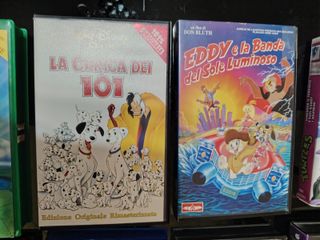 Walt Disney
LA CARICA DEI
101
Edizione Originale Rimasterizzata
un film di
DON BLUTH
EDDY e la BANDA
del Sole Luminoso